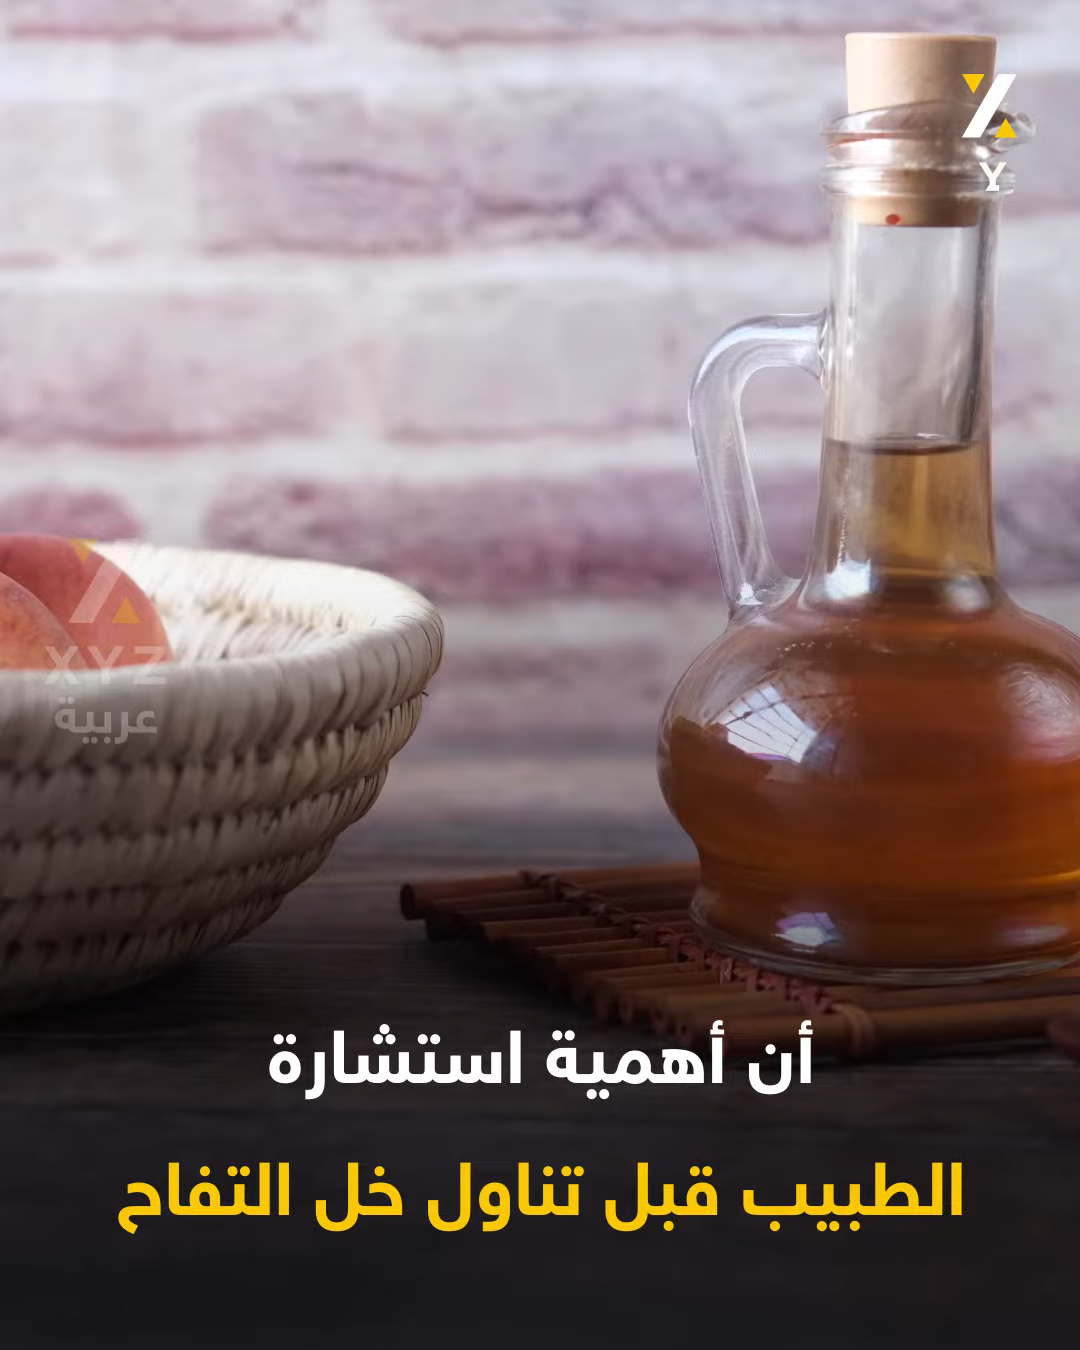 Y
XYZ
عربية
أن أهمية استشارة
الطبيب قبل تناول خل التفاح